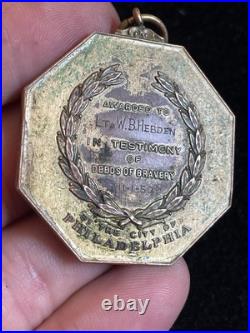 AWARDED TO
LT. W.B. HEBDEN
IN TESTIMONY
OF
DEEDS OF BRAVERY
BY THE CITY OF
PHILADELPHIA